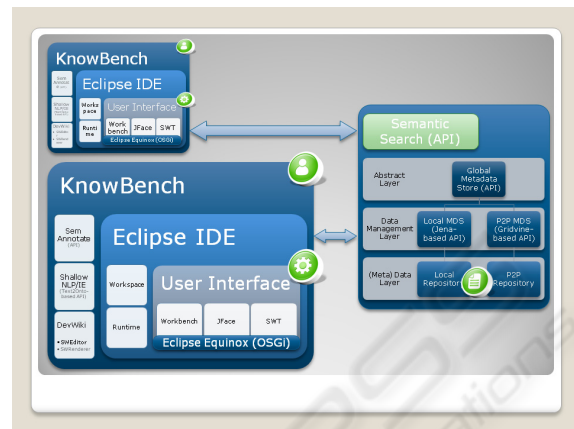 KnowBench
Eclipse IDE
Works
pace
User Interface
Runti
me
Work
bench
JFace
SWT
Eclipse Equinox (OSGi)
DevWiki
KnowBench
Sem
Annotate
(API)
Shallow
NLP/IE
(Text2Onto-
based API)
DevWiki
• SWEditor
• SWRenderer
Eclipse IDE
Workspace
Runtime
User Interface
Workbench
JFace
SWT
Eclipse Equinox (OSGi)
Semantic
Search (API)
Abstract
Layer
Global
Metadata
Store (API)
Data
Management
Layer
Local MDS
(Jena-
based API)
P2P MDS
(Gridvine-
based API)
(Meta) Data
Layer
Local
Repository
P2P
Repository